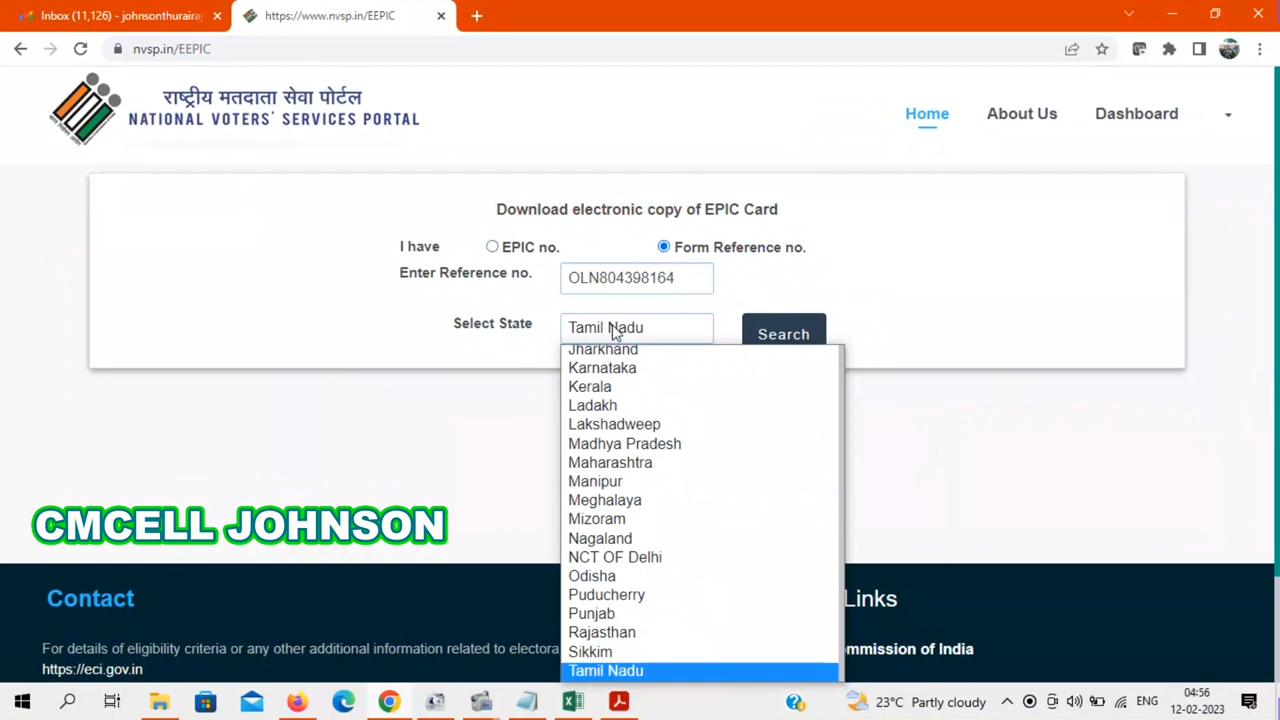 Inbox (11,126) - johnsonthuraira
https://www.nvsp.in/EEPIC
nvsp.in/EEPIC
राष्ट्रीय मतदाता सेवा पोर्टल
NATIONAL VOTERS' SERVICES PORTAL
Home
About Us
Dashboard
Download electronic copy of EPIC Card
I have
EPIC no.
Form Reference no.
Enter Reference no.
OLN804398164
Select State
Tamil Nadu
Search
Jharkhand
Karnataka
Kerala
Ladakh
Lakshadweep
Madhya Pradesh
Maharashtra
Manipur
Meghalaya
Mizoram
Nagaland
NCT OF Delhi
Odisha
Puducherry
Punjab
Rajasthan
Sikkim
Tamil Nadu
CMCELL JOHNSON
Contact
Links
For details of eligibility criteria or any other additional information related to electora
https://eci.gov.in
mmission of India
23°C Partly cloudy
ENG
04:56
12-02-2023